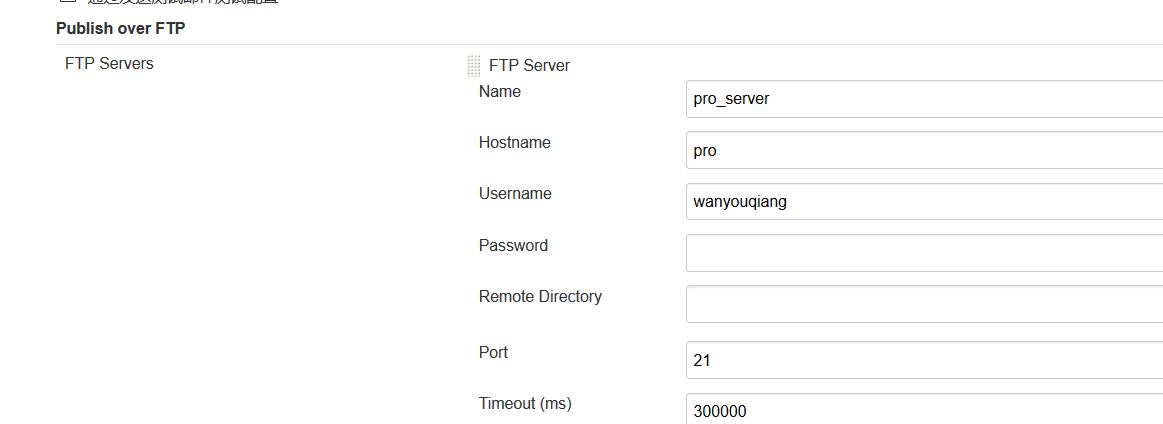 Publish over FTP
FTP Servers
FTP Server
Name
pro_server
Hostname
pro
Username
wanyouqiang
Password
Remote Directory
Port
21
Timeout (ms)
300000